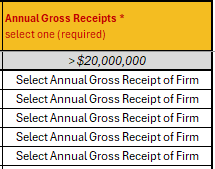 Annual Gross Receipts *
select one (required)
>$20,000,000
Select Annual Gross Receipt of Firm
Select Annual Gross Receipt of Firm
Select Annual Gross Receipt of Firm
Select Annual Gross Receipt of Firm
Select Annual Gross Receipt of Firm